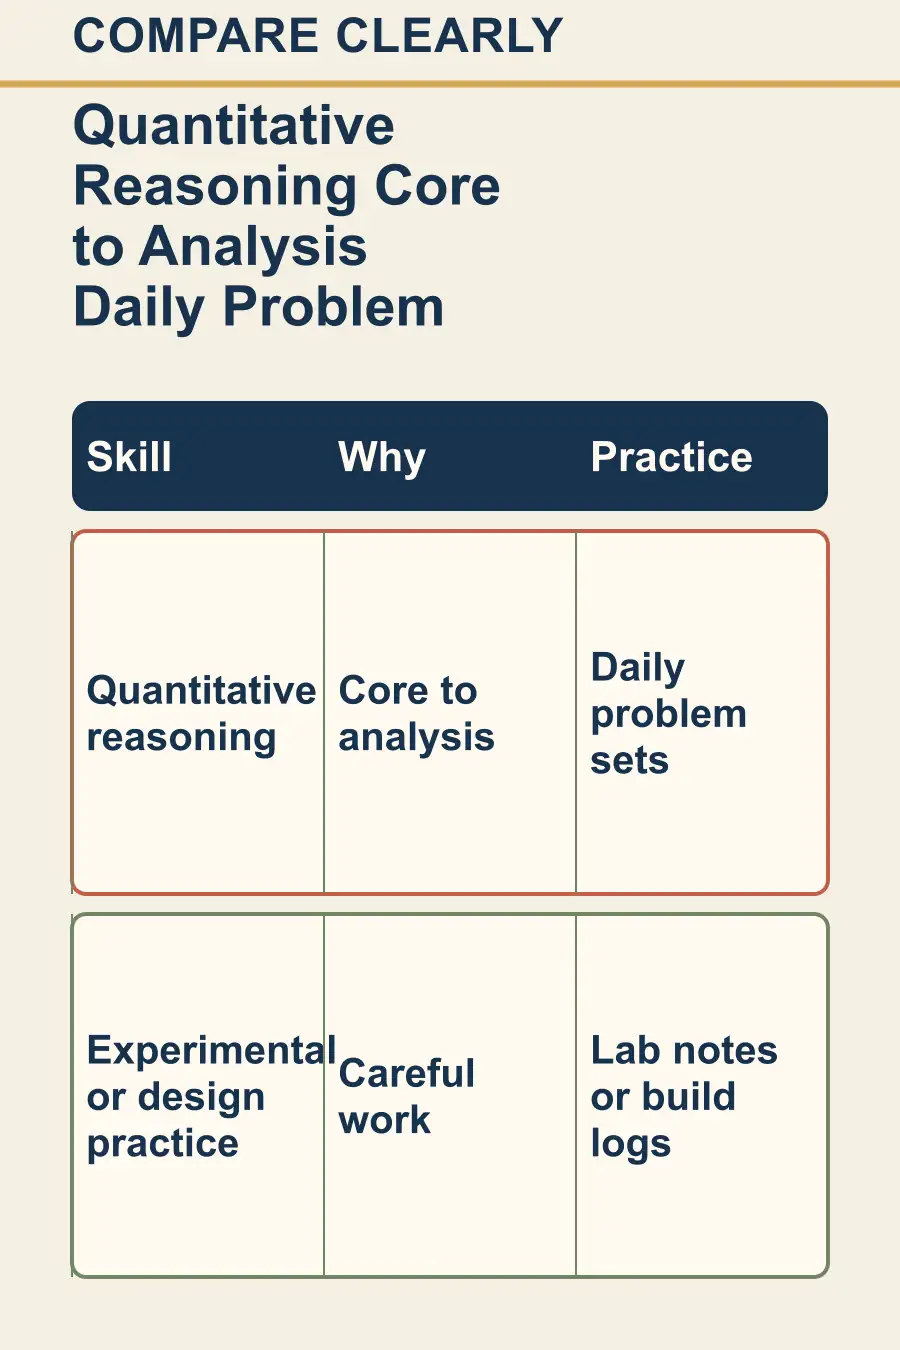 COMPARE CLEARLY
Quantitative
Reasoning Core
to Analysis
Daily Problem
Skill Why Practice
Quantitative
reasoning
Core to
analysis
Daily
problem
sets
Experimental
or design
practice
Careful
work
Lab notes
or build
logs